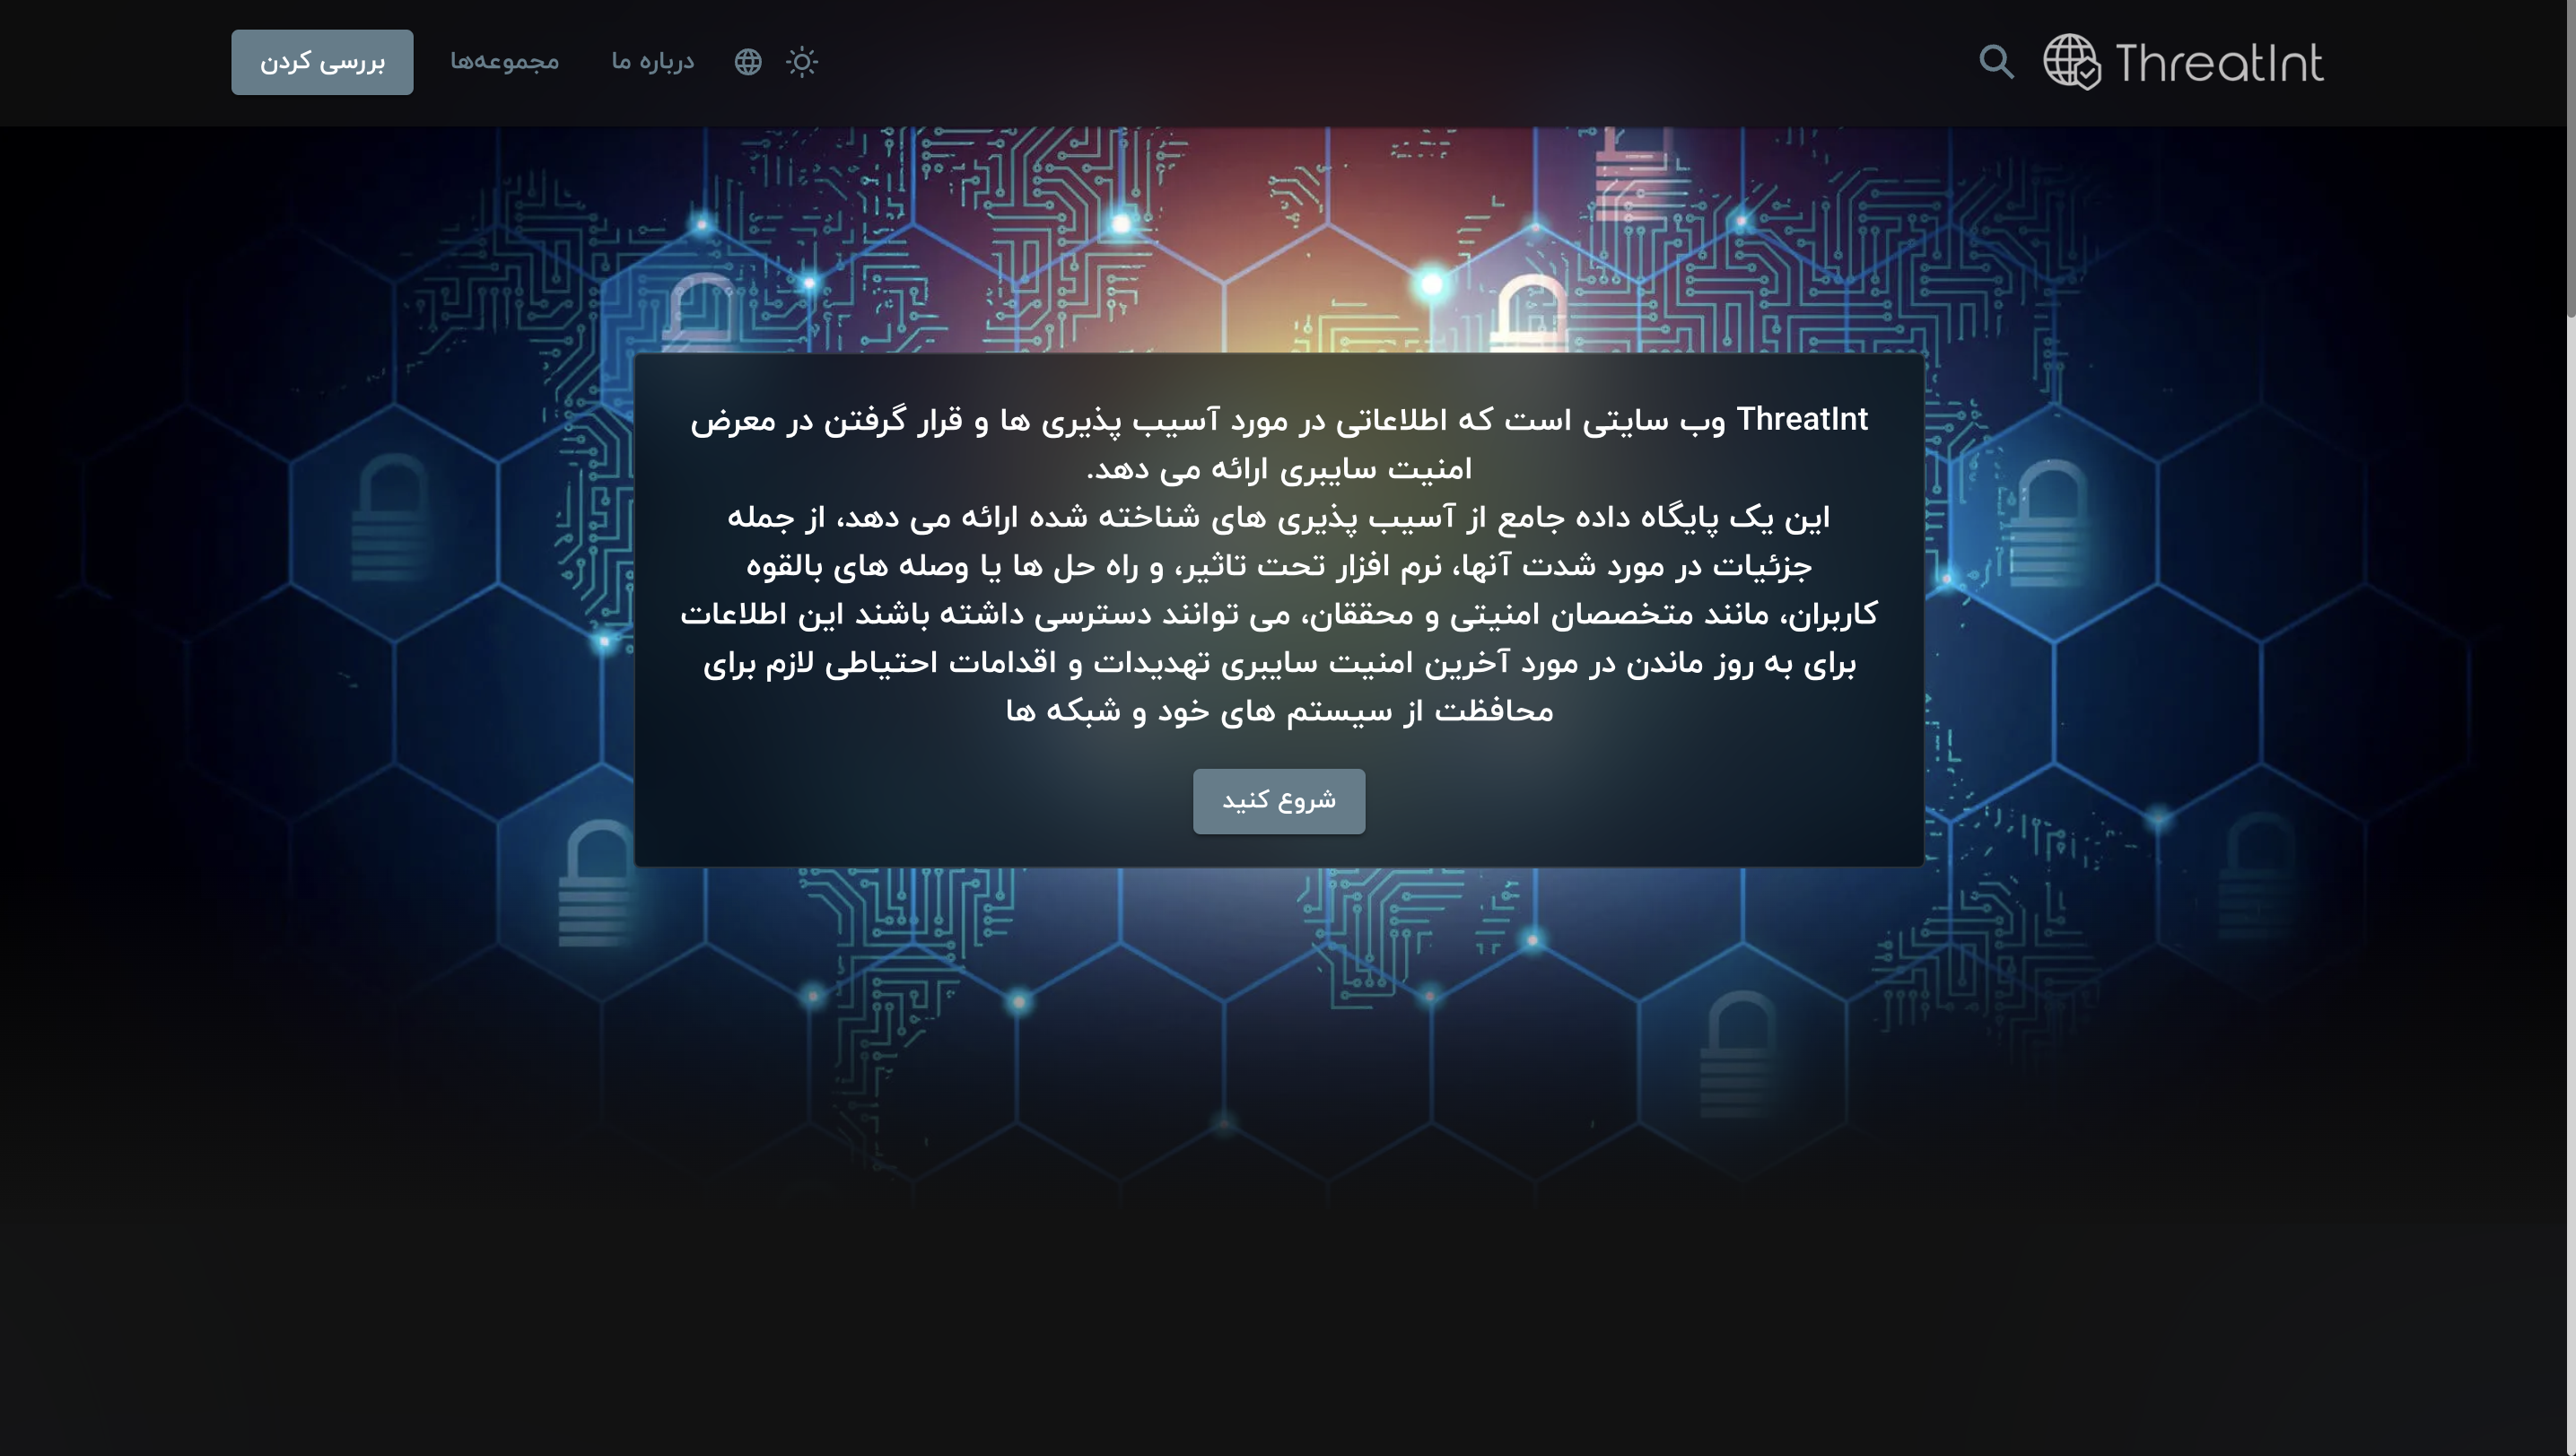 ThreatInt
درباره ما
مجموعه‌ها
بررسی کردن
ThreatInt وب سایتی است که اطلاعاتی در مورد آسیب پذیری ها و قرار گرفتن در معرض
امنیت سایبری ارائه می دهد.
این یک پایگاه داده جامع از آسیب پذیری های شناخته شده ارائه می دهد، از جمله
جزئیات در مورد شدت آنها، نرم افزار تحت تاثیر، و راه حل ها یا وصله های بالقوه
کاربران، مانند متخصصان امنیتی و محققان، می توانند دسترسی داشته باشند این اطلاعات
برای به روز ماندن در مورد آخرین امنیت سایبری تهدیدات و اقدامات احتیاطی لازم برای
محافظت از سیستم های خود و شبکه ها
شروع کنید